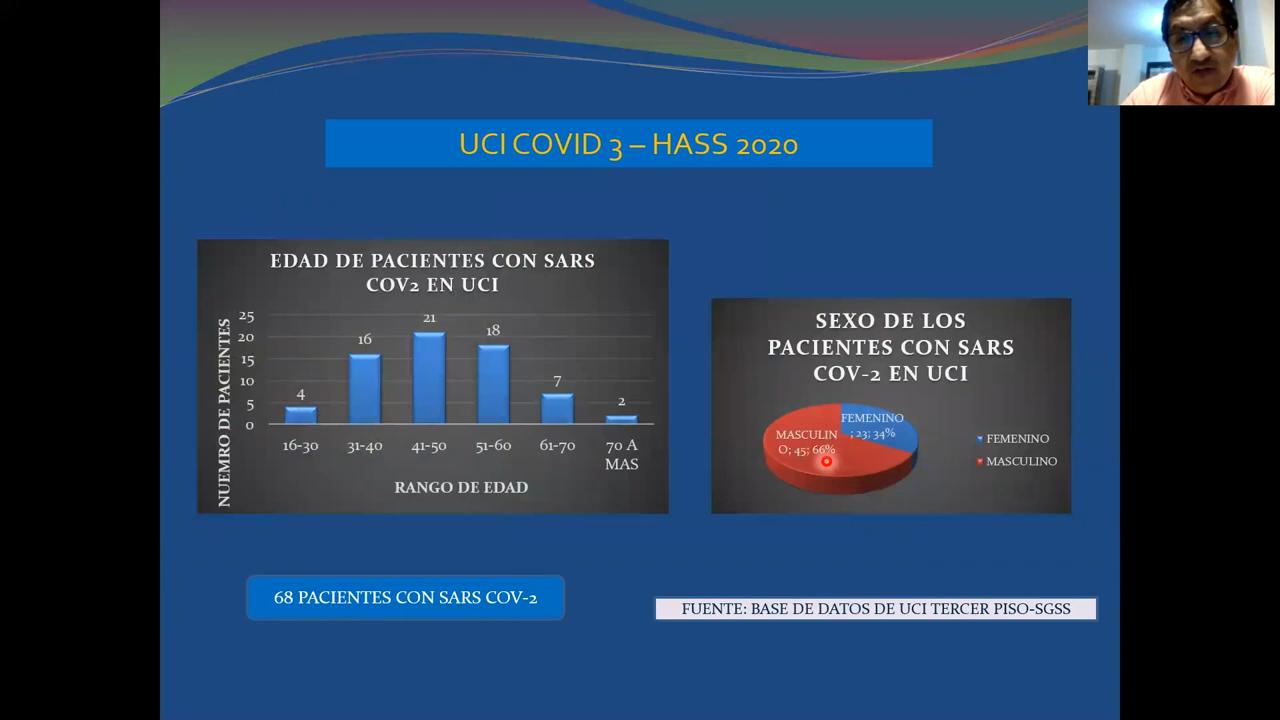 UCI COVID 3 – HASS 2020
EDAD DE PACIENTES CON SARS
COV2 EN UCI
NUEMRO DE PACIENTES
25
20
15
10
5
0
4
16
21
18
7
2
16-30
31-40
41-50
51-60
61-70
70 A
MAS
RANGO DE EDAD
SEXO DE LOS
PACIENTES CON SARS
COV-2 EN UCI
FEMENINO
; 23; 34%
MASCULIN
O; 45; 66%
FEMENINO
MASCULINO
68 PACIENTES CON SARS COV-2
FUENTE: BASE DE DATOS DE UCI TERCER PISO-SGSS